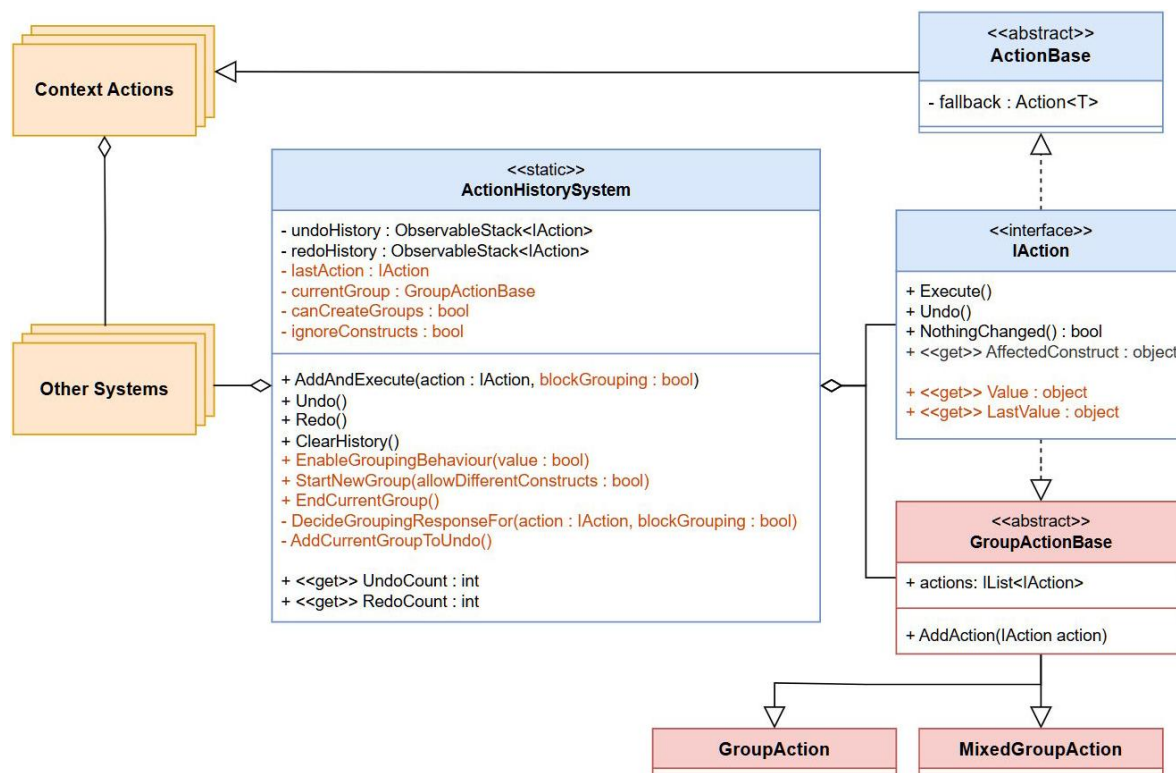 Context Actions
<<abstract>>
ActionBase
- fallback : Action<T>
<<static>>
ActionHistorySystem
- undoHistory : ObservableStack<IAction>
- redoHistory : ObservableStack<IAction>
- lastAction : IAction
- currentGroup : GroupActionBase
- canCreateGroups : bool
- ignoreConstructs : bool
+ AddAndExecute(action : IAction, blockGrouping : bool)
+ Undo()
+ Redo()
+ ClearHistory()
+ EnableGroupingBehaviour(value : bool)
+ StartNewGroup(allowDifferentConstructs : bool)
+ EndCurrentGroup()
- DecideGroupingResponseFor(action : IAction, blockGrouping : bool)
- AddCurrentGroupToUndo()
+ <<get>> UndoCount : int
+ <<get>> RedoCount : int
Other Systems
<<interface>>
IAction
+ Execute()
+ Undo()
+ NothingChanged() : bool
+ <<get>> AffectedConstruct : object
+ <<get>> Value : object
+ <<get>> LastValue : object
<<abstract>>
GroupActionBase
+ actions: IList<IAction>
+ AddAction(IAction action)
GroupAction
MixedGroupAction